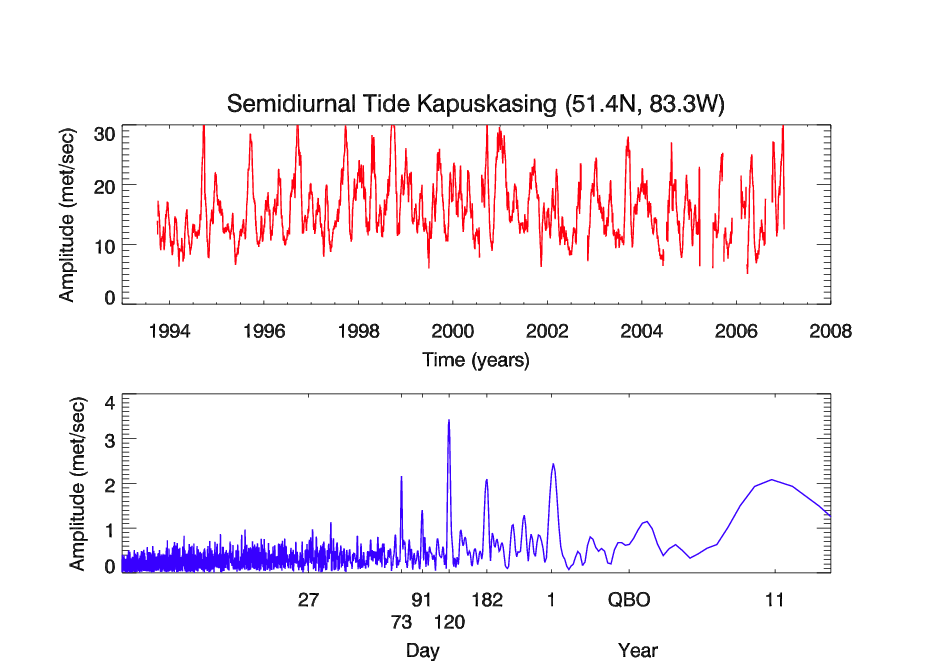 Semidiurnal Tide Kapuskasing (51.4N, 83.3W)
Amplitude (met/sec)
30
20
10
0
1994 1996 1998 2000 2002 2004 2006 2008
Time (years)
Amplitude (met/sec)
4
3
2
1
0
27 91 182 1 QBO 11
73 120
Day Year